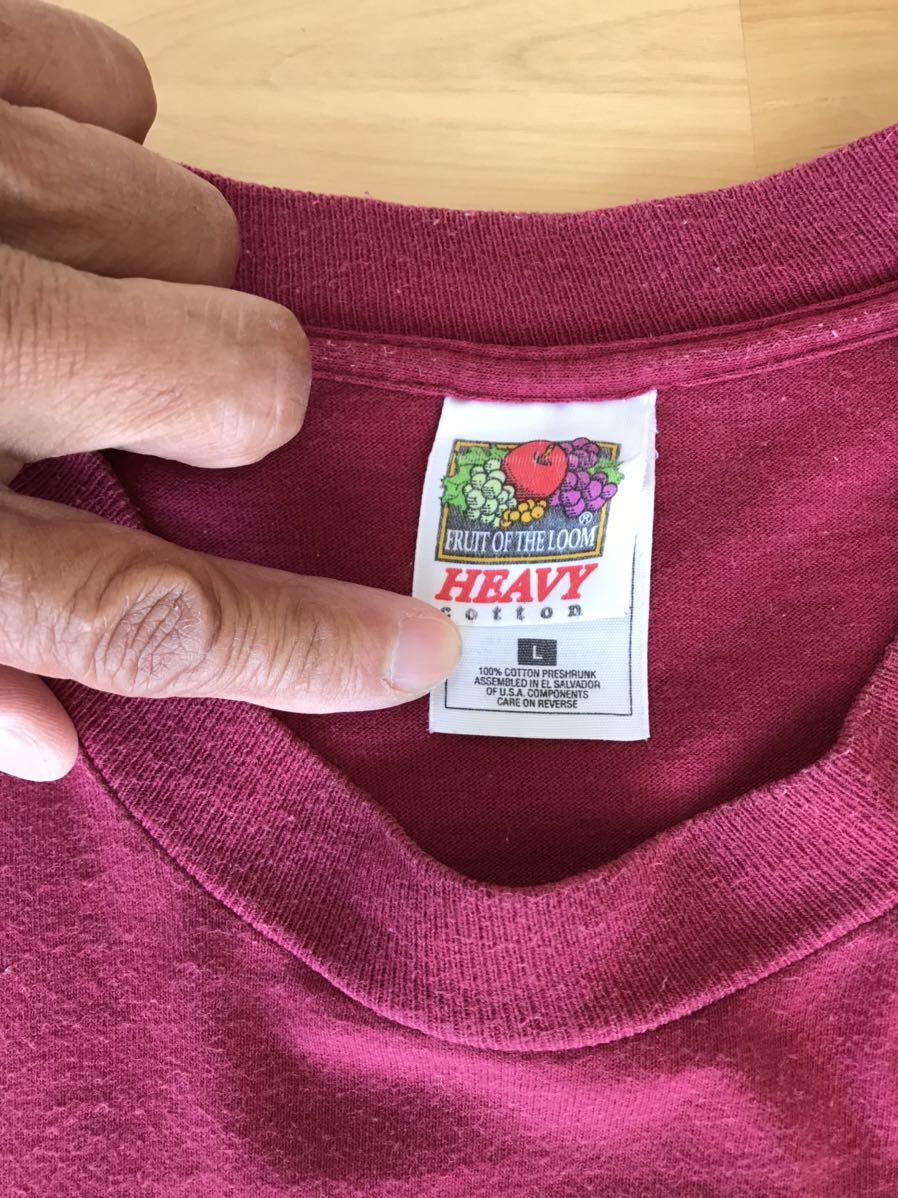 FRUIT OF THE LOOM®
HEAVY
cotton
L
100% COTTON PRESHRUNK
ASSEMBLED IN EL SALVADOR
OF U.S.A. COMPONENTS
CARE ON REVERSE